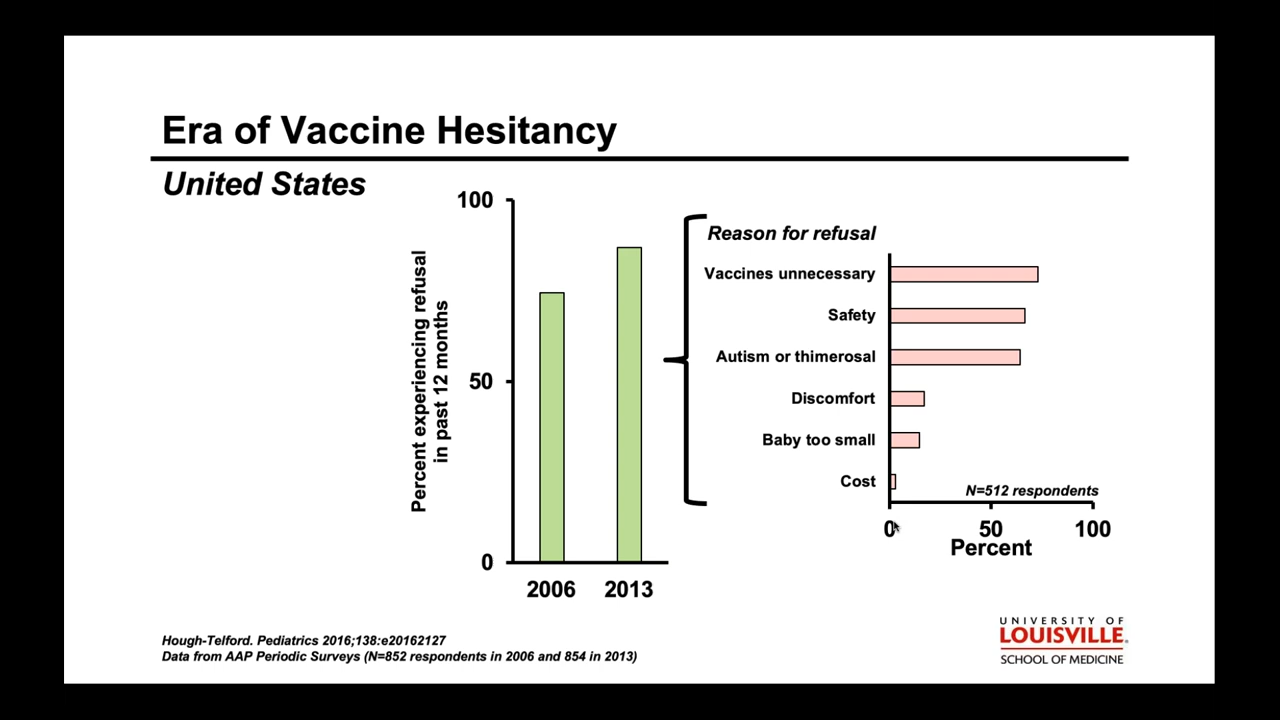 Era of Vaccine Hesitancy
United States
Percent experiencing refusal
in past 12 months
100
50
0
2006
2013
Reason for refusal
Vaccines unnecessary
Safety
Autism or thimerosal
Discomfort
Baby too small
Cost
N=512 respondents
0
50
100
Percent
Hough-Telford. Pediatrics 2016;138:e20162127
Data from AAP Periodic Surveys (N=852 respondents in 2006 and 854 in 2013)
UNIVERSITY OF
LOUISVILLE.
SCHOOL OF MEDICINE